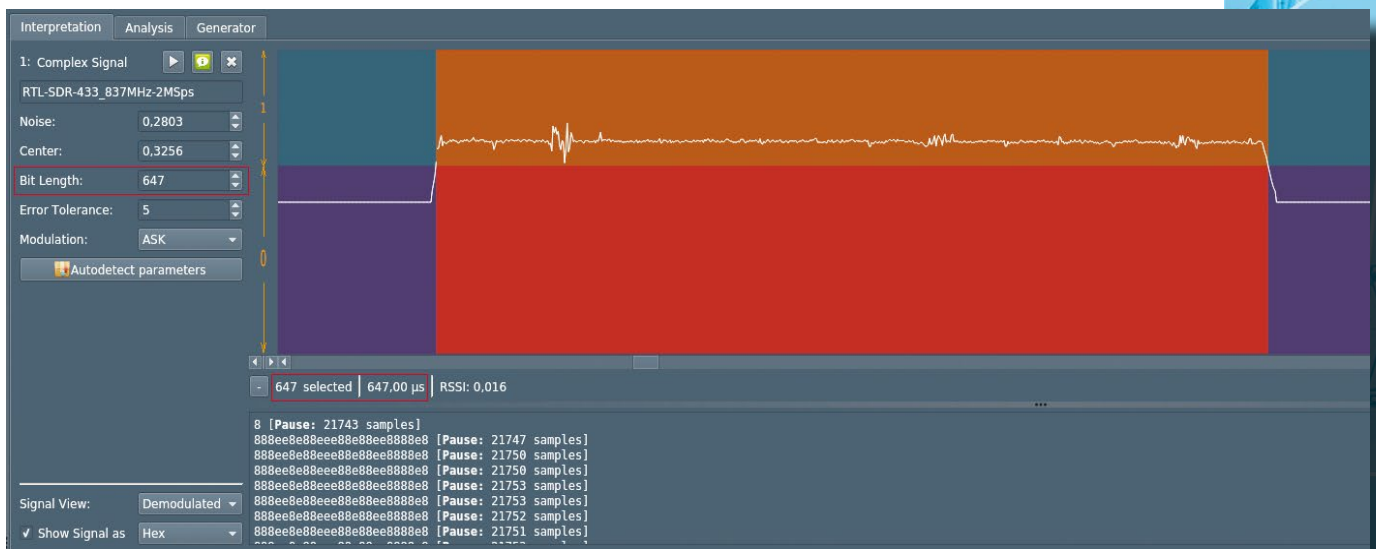 Interpretation Analysis Generator
1: Complex Signal
RTL-SDR-433_837MHz-2MSps
Noise: 0,2803
Center: 0,3256
Bit Length: 647
Error Tolerance: 5
Modulation: ASK
Autodetect parameters
1
0
- 647 selected 647,00 µs RSSI: 0,016
8 [Pause: 21743 samples]
888ee8e88eee88e88ee8888e8 [Pause: 21747 samples]
888ee8e88eee88e88ee8888e8 [Pause: 21750 samples]
888ee8e88eee88e88ee8888e8 [Pause: 21750 samples]
888ee8e88eee88e88ee8888e8 [Pause: 21753 samples]
888ee8e88eee88e88ee8888e8 [Pause: 21753 samples]
888ee8e88eee88e88ee8888e8 [Pause: 21752 samples]
888ee8e88eee88e88ee8888e8 [Pause: 21751 samples]
Signal View: Demodulated
Show Signal as Hex